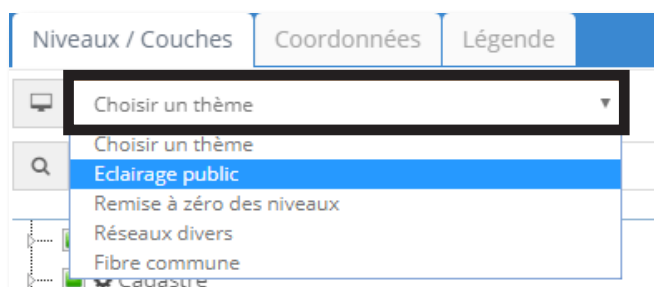 Niveaux / Couches Coordonnées Légende
Choisir un thème
Choisir un thème
Eclairage public
Remise à zéro des niveaux
Réseaux divers
Fibre commune
Cadastre